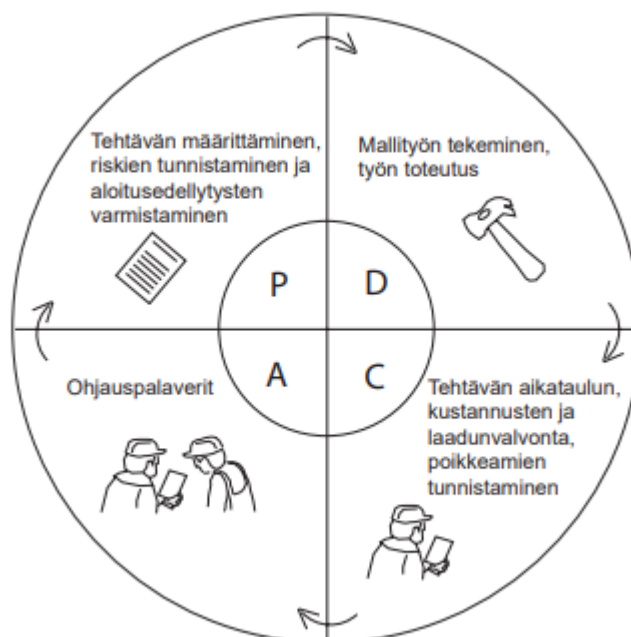 Tehtävän määrittäminen,
riskien tunnistaminen ja
aloitusedellytysten
varmistaminen
Mallityön tekeminen,
työn toteutus
P
D
A
C
Ohjauspalaverit
Tehtävän aikataulun,
kustannusten ja
laadunvalvonta,
poikkeamien
tunnistaminen